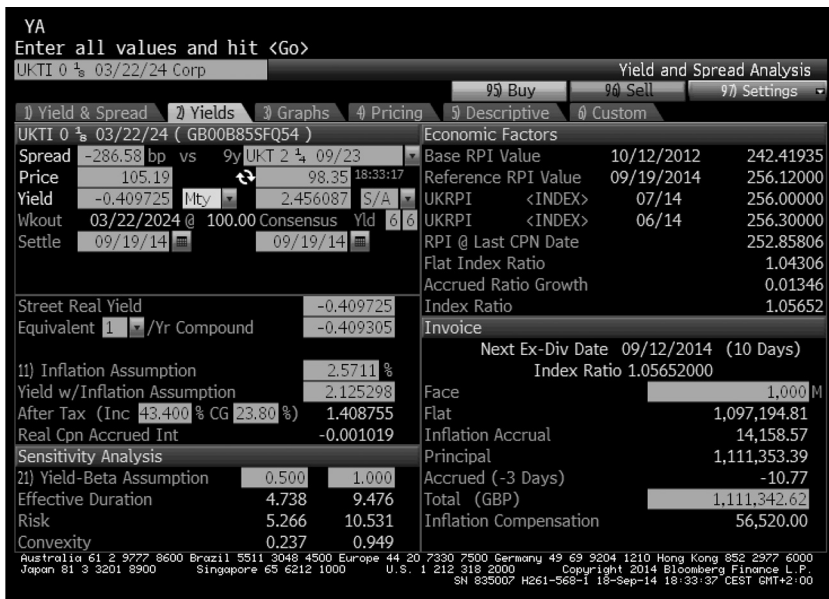 YA
Enter all values and hit <Go>
UKTI 0 ⅛ 03/22/24 Corp Yield and Spread Analysis
95) Buy 96) Sell 97) Settings
1) Yield & Spread 2) Yields 3) Graphs 4) Pricing 5) Descriptive 6) Custom
UKTI 0 ⅛ 03/22/24 ( GB00B85SFQ54 )
Spread -286.58 bp vs 9y UKT 2 ¼ 09/23
Price 105.19 98.35 18:33:17
Yield -0.409725 Mty 2.456087 S/A
Wkout 03/22/2024 @ 100.00 Consensus Yld 6 6
Settle 09/19/14 09/19/14
Street Real Yield -0.409725
Equivalent 1 /Yr Compound -0.409305
11) Inflation Assumption 2.5711 %
Yield w/Inflation Assumption 2.125298
After Tax (Inc 43.400 % CG 23.80 %) 1.408755
Real Cpn Accrued Int -0.001019
Sensitivity Analysis
21) Yield-Beta Assumption 0.500 1.000
Effective Duration 4.738 9.476
Risk 5.266 10.531
Convexity 0.237 0.949
Economic Factors
Base RPI Value 10/12/2012 242.41935
Reference RPI Value 09/19/2014 256.12000
UKRPI <INDEX> 07/14 256.00000
UKRPI <INDEX> 06/14 256.30000
RPI @ Last CPN Date 252.85806
Flat Index Ratio 1.04306
Accrued Ratio Growth 0.01346
Index Ratio 1.05652
Invoice
Next Ex-Div Date 09/12/2014 (10 Days)
Index Ratio 1.05652000
Face 1,000 M
Flat 1,097,194.81
Inflation Accrual 14,158.57
Principal 1,111,353.39
Accrued (-3 Days) -10.77
Total (GBP) 1,111,342.62
Inflation Compensation 56,520.00
Australia 61 2 9777 8600 Brazil 5511 3048 4500 Europe 44 20 7330 7500 Germany 49 69 9204 1210 Hong Kong 852 2977 6000
Japan 81 3 3201 8900 Singapore 65 6212 1000 U.S. 1 212 318 2000 Copyright 2014 Bloomberg Finance L.P.
SN 835007 H261-568-1 18-Sep-14 18:33:37 CEST GMT+2:00